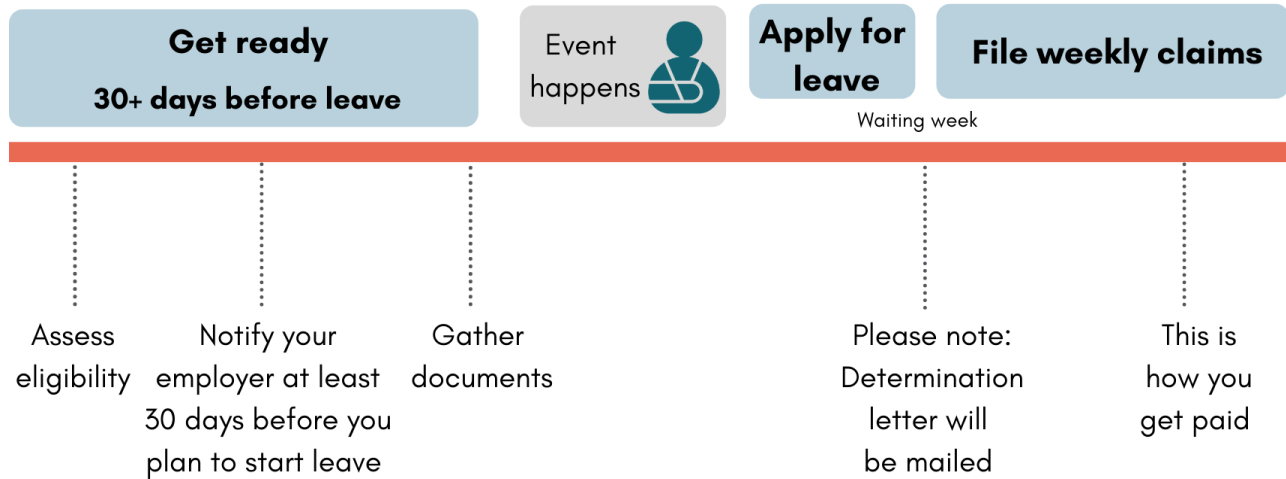 Get ready
30+ days before leave
Event
happens
Apply for
leave
File weekly claims
Waiting week
Assess
eligibility
Notify your
employer at least
30 days before you
plan to start leave
Gather
documents
Please note:
Determination
letter will
be mailed
This is
how you
get paid